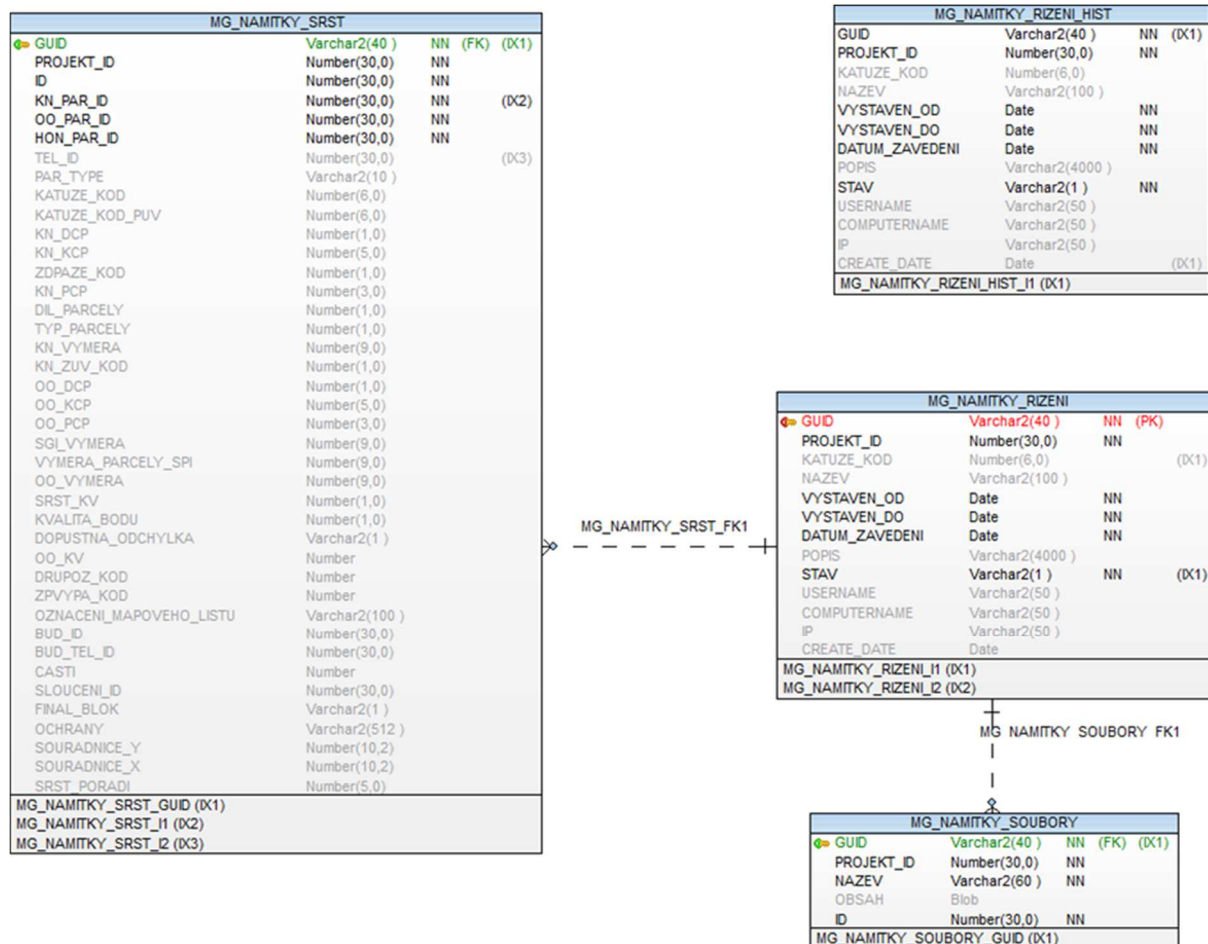 MG_NAMITKY_SRST
GUID Varchar2(40 ) NN (FK) (IX1)
PROJEKT_ID Number(30,0) NN
ID Number(30,0) NN
KN_PAR_ID Number(30,0) NN (IX2)
OO_PAR_ID Number(30,0) NN
HON_PAR_ID Number(30,0) NN
TEL_ID Number(30,0) (IX3)
PAR_TYPE Varchar2(10 )
KATUZE_KOD Number(6,0)
KATUZE_KOD_PUV Number(6,0)
KN_DCP Number(1,0)
KN_KCP Number(5,0)
ZDPAZE_KOD Number(1,0)
KN_PCP Number(3,0)
DIL_PARCELY Number(1,0)
TYP_PARCELY Number(1,0)
KN_VYMERA Number(9,0)
KN_ZUV_KOD Number(1,0)
OO_DCP Number(1,0)
OO_KCP Number(5,0)
OO_PCP Number(3,0)
SGI_VYMERA Number(9,0)
VYMERA_PARCELY_SPI Number(9,0)
OO_VYMERA Number(9,0)
SRST_KV Number(1,0)
KVALITA_BODU Number(1,0)
DOPUSTNA_ODCHYLKA Varchar2(1 )
OO_KV Number
DRUPOZ_KOD Number
ZPVYPA_KOD Number
OZNACENI_MAPOVEHO_LISTU Varchar2(100 )
BUD_ID Number(30,0)
BUD_TEL_ID Number(30,0)
CASTI Number
SLOUCENI_ID Number(30,0)
FINAL_BLOK Varchar2(1 )
OCHRANY Varchar2(512 )
SOURADNICE_Y Number(10,2)
SOURADNICE_X Number(10,2)
SRST_PORADI Number(5,0)
MG_NAMITKY_SRST_GUID (IX1)
MG_NAMITKY_SRST_I1 (IX2)
MG_NAMITKY_SRST_I2 (IX3)
MG_NAMITKY_SRST_FK1
MG_NAMITKY_RIZENI_HIST
GUID Varchar2(40 ) NN (IX1)
PROJEKT_ID Number(30,0) NN
KATUZE_KOD Number(6,0)
NAZEV Varchar2(100 )
VYSTAVEN_OD Date NN
VYSTAVEN_DO Date NN
DATUM_ZAVEDENI Date NN
POPIS Varchar2(4000 )
STAV Varchar2(1 ) NN
USERNAME Varchar2(50 )
COMPUTERNAME Varchar2(50 )
IP Varchar2(50 )
CREATE_DATE Date (IX1)
MG_NAMITKY_RIZENI_HIST_I1 (IX1)
MG_NAMITKY_RIZENI
GUID Varchar2(40 ) NN (PK)
PROJEKT_ID Number(30,0) NN
KATUZE_KOD Number(6,0) (IX1)
NAZEV Varchar2(100 )
VYSTAVEN_OD Date NN
VYSTAVEN_DO Date NN
DATUM_ZAVEDENI Date NN
POPIS Varchar2(4000 )
STAV Varchar2(1 ) NN (IX1)
USERNAME Varchar2(50 )
COMPUTERNAME Varchar2(50 )
IP Varchar2(50 )
CREATE_DATE Date
MG_NAMITKY_RIZENI_I1 (IX1)
MG_NAMITKY_RIZENI_I2 (IX2)
MG_NAMITKY_SOUBORY_FK1
MG_NAMITKY_SOUBORY
GUID Varchar2(40 ) NN (FK) (IX1)
PROJEKT_ID Number(30,0) NN
NAZEV Varchar2(60 ) NN
OBSAH Blob
ID Number(30,0) NN
MG_NAMITKY_SOUBORY_GUID (IX1)